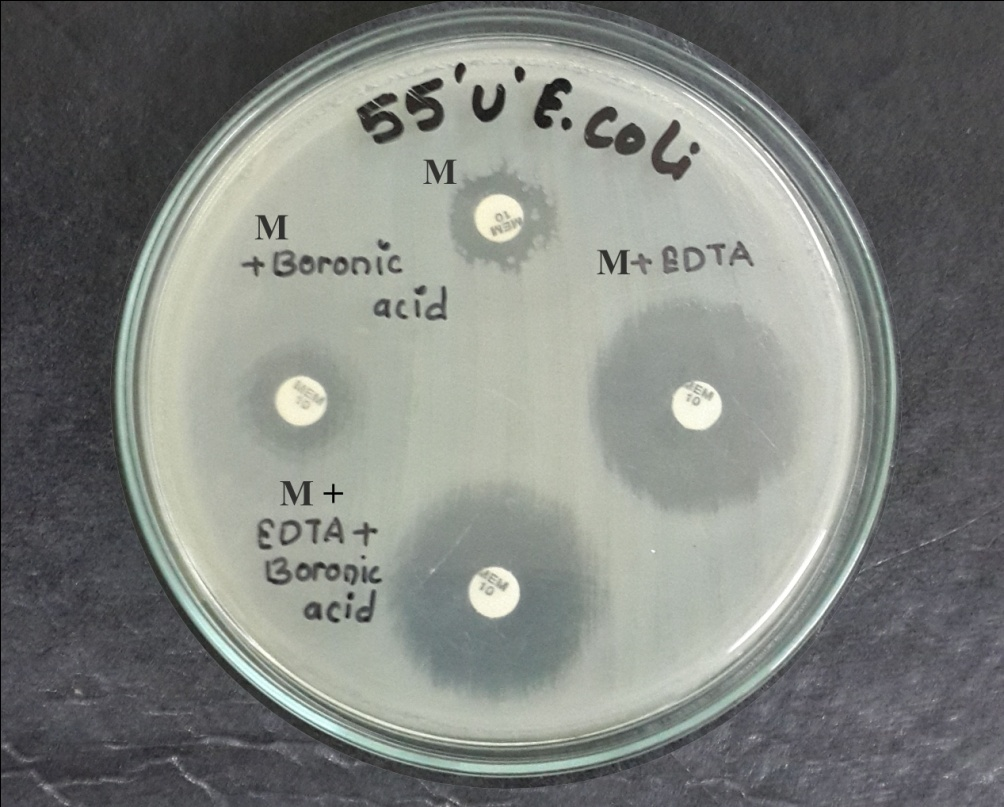 55 'U' E. Coli
M
MEM
10
M
+ Boronic
acid
M+ EDTA
MEM
10
MEM
10
M +
EDTA +
Boronic
acid
MEM
10